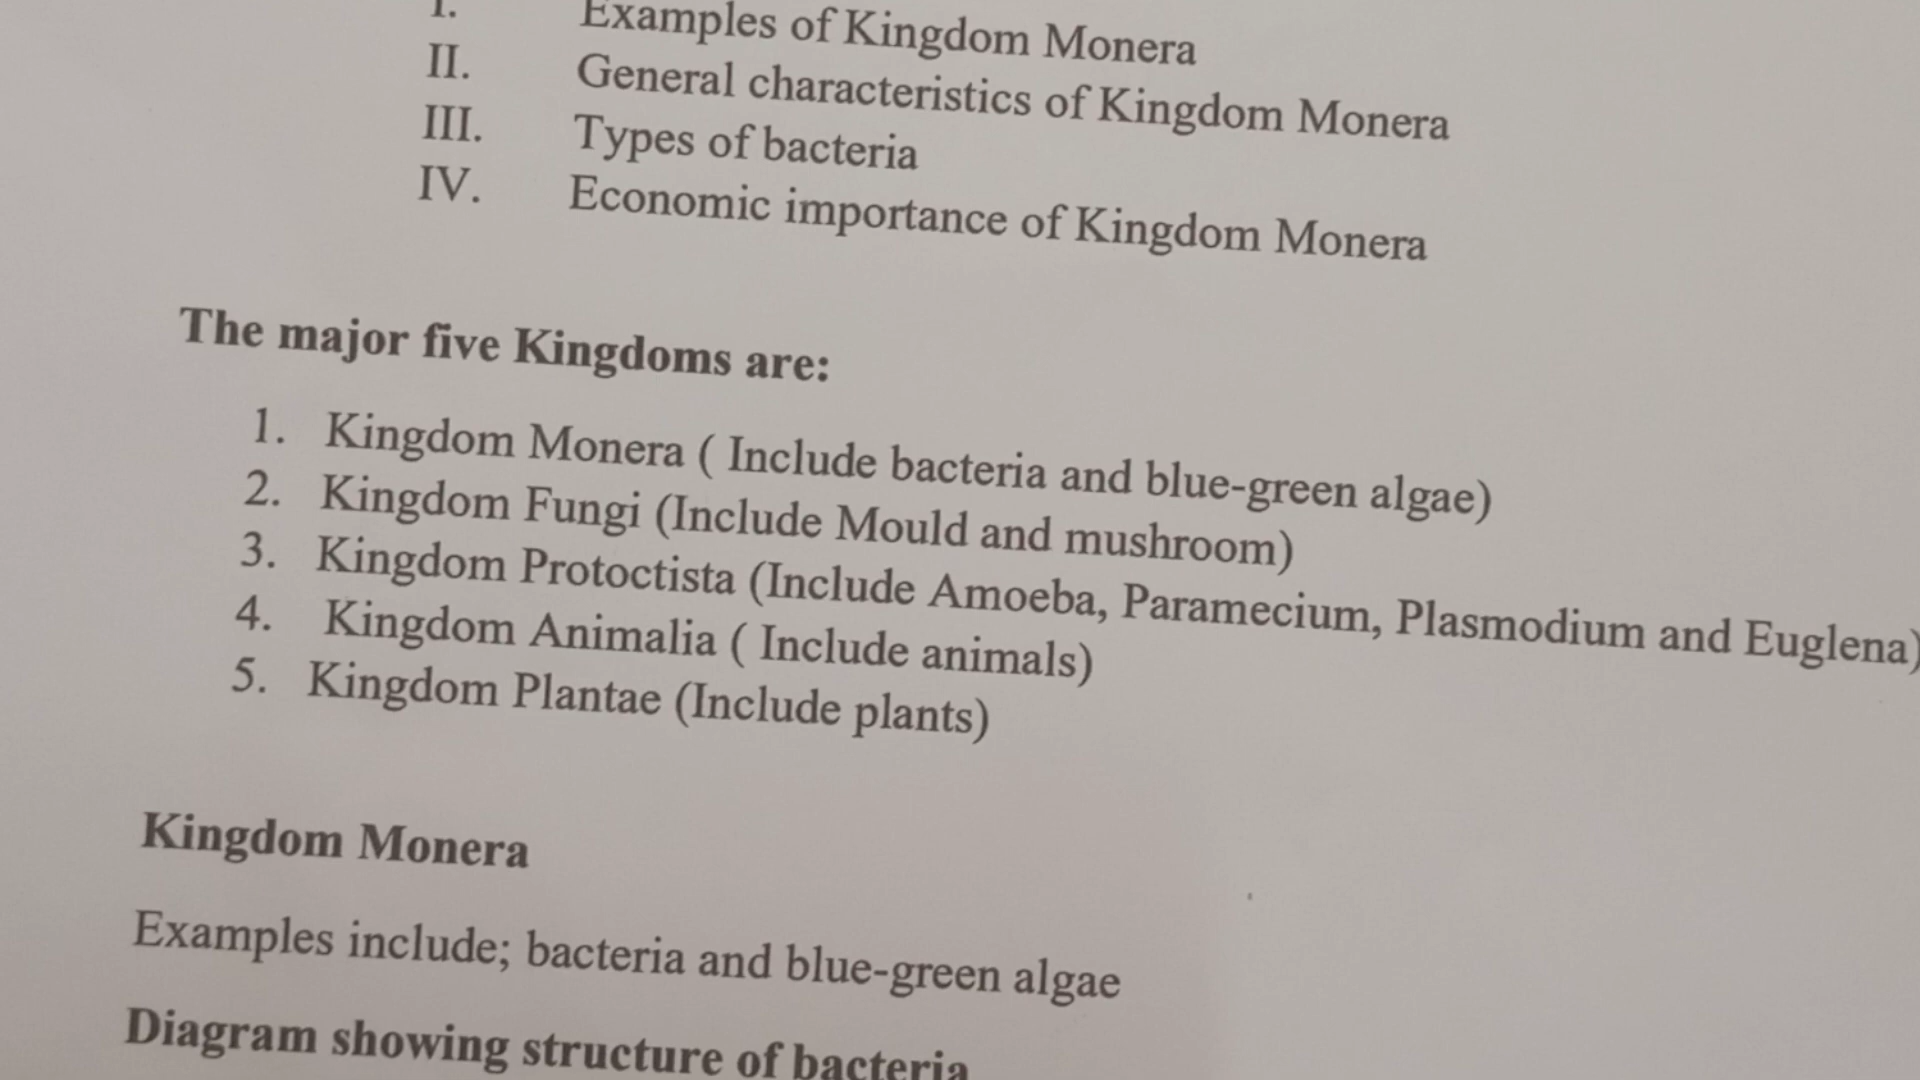 I. Examples of Kingdom Monera
II. General characteristics of Kingdom Monera
III. Types of bacteria
IV. Economic importance of Kingdom Monera
The major five Kingdoms are:
1. Kingdom Monera ( Include bacteria and blue-green algae)
2. Kingdom Fungi (Include Mould and mushroom)
3. Kingdom Protoctista (Include Amoeba, Paramecium, Plasmodium and Euglena)
4. Kingdom Animalia ( Include animals)
5. Kingdom Plantae (Include plants)
Kingdom Monera
Examples include; bacteria and blue-green algae
Diagram showing structure of bacteria